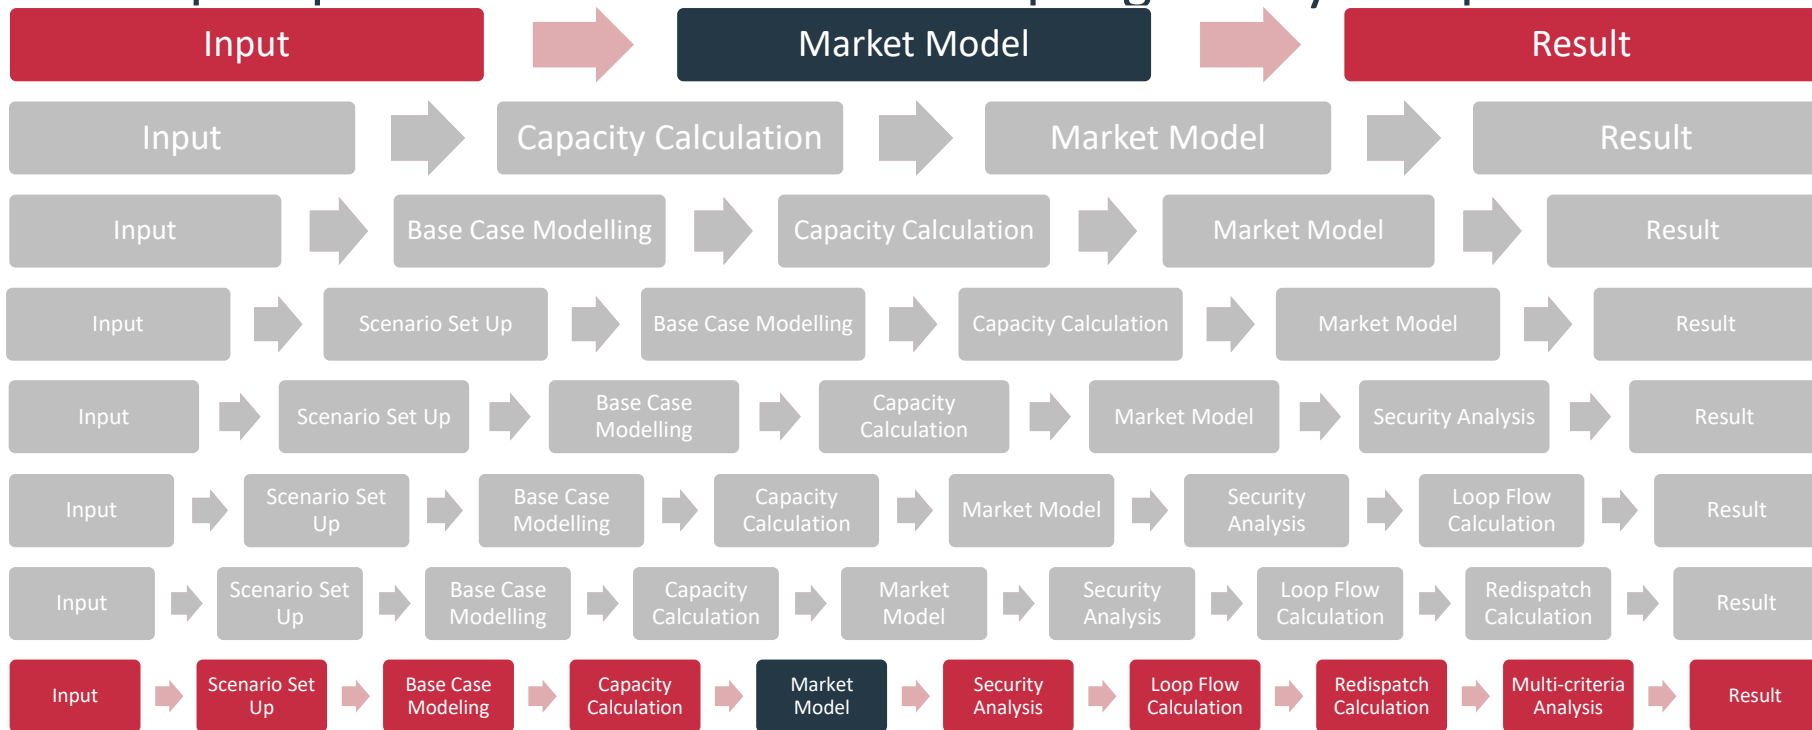 Input
Market Model
Result
Input
Capacity Calculation
Market Model
Result
Input
Base Case Modelling
Capacity Calculation
Market Model
Result
Input
Scenario Set Up
Base Case Modelling
Capacity Calculation
Market Model
Result
Input
Scenario Set Up
Base Case
Modelling
Capacity
Calculation
Market Model
Security Analysis
Result
Input
Scenario Set
Up
Base Case
Modelling
Capacity
Calculation
Market Model
Security
Analysis
Loop Flow
Calculation
Result
Input
Scenario Set
Up
Base Case
Modelling
Capacity
Calculation
Market
Model
Security
Analysis
Loop Flow
Calculation
Redispatch
Calculation
Result
Input
Scenario Set
Up
Base Case
Modeling
Capacity
Calculation
Market
Model
Security
Analysis
Loop Flow
Calculation
Redispatch
Calculation
Multi-criteria
Analysis
Result